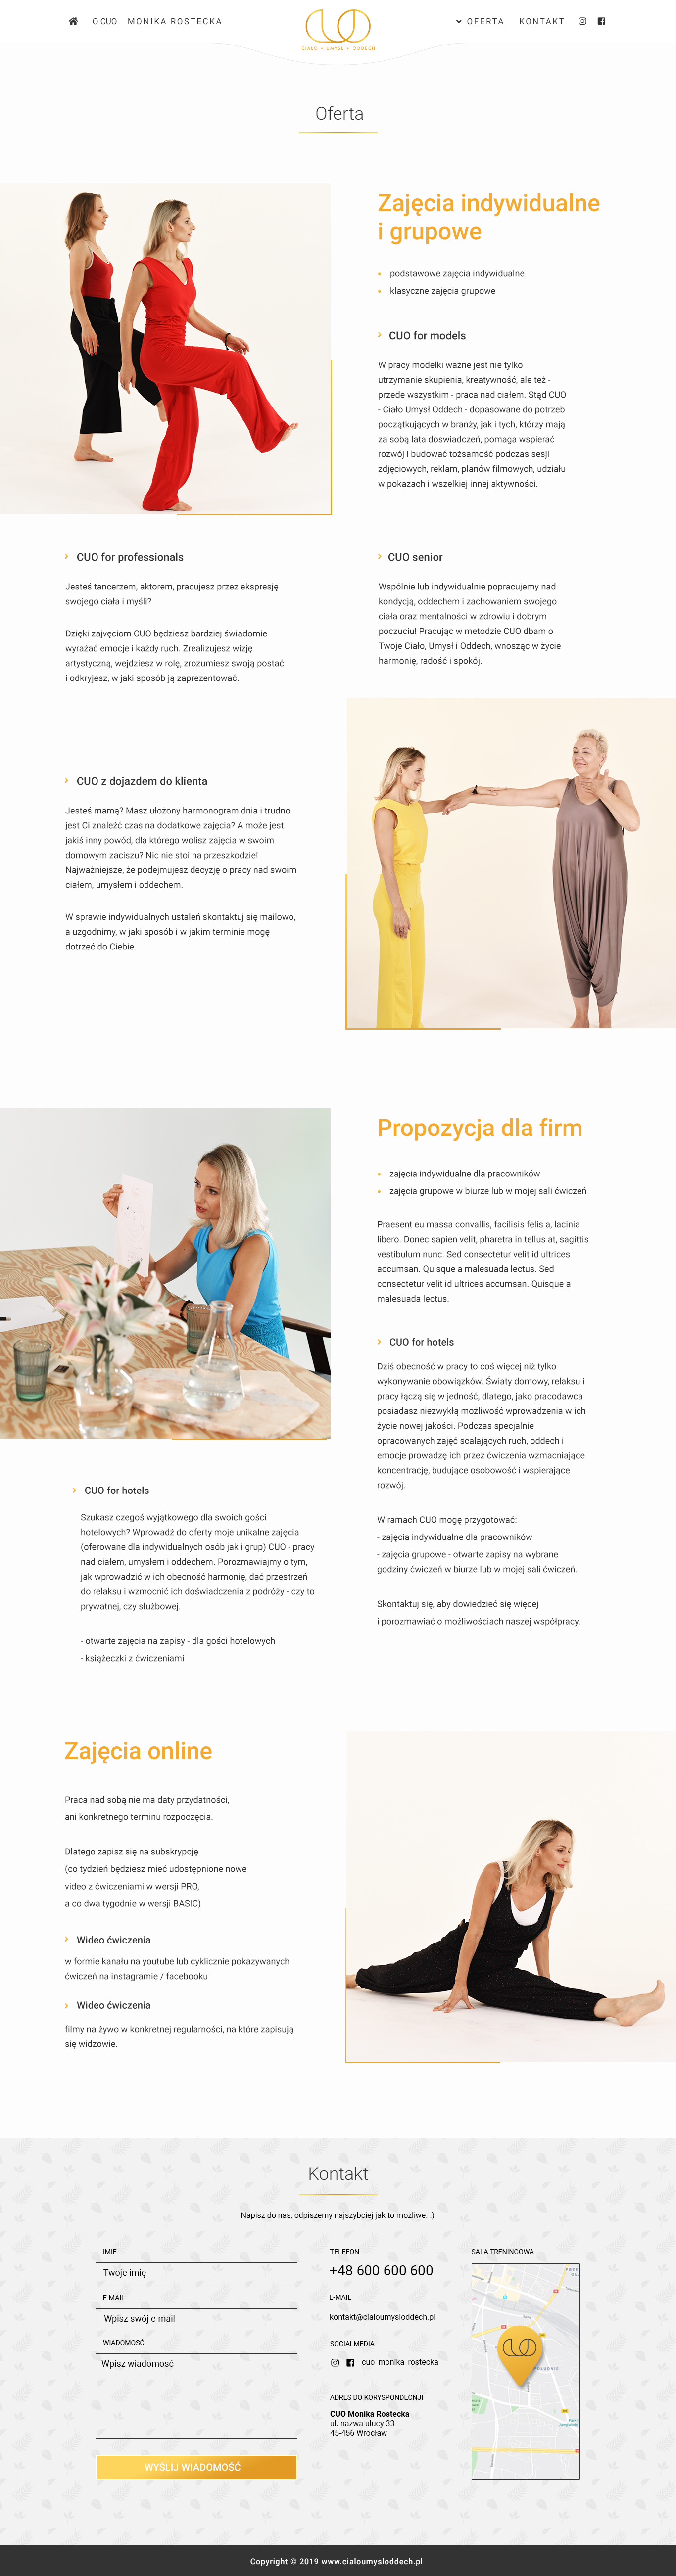 O CUO MONIKA ROSTECKA
CUO
CIAŁO • UMYSŁ • ODDECH
OFERTA KONTAKT
Oferta
Zajęcia indywidualne
i grupowe
podstawowe zajęcia indywidualne
klasyczne zajęcia grupowe
CUO for models
W pracy modelki ważne jest nie tylko
utrzymanie skupienia, kreatywność, ale też -
przede wszystkim - praca nad ciałem. Stąd CUO
- Ciało Umysł Oddech - dopasowane do potrzeb
początkujących w branży, jak i tych, którzy mają
za sobą lata doswiadczeń, pomaga wspierać
rozwój i budować tożsamość podczas sesji
zdjęciowych, reklam, planów filmowych, udziału
w pokazach i wszelkiej innej aktywności.
CUO for professionals
Jesteś tancerzem, aktorem, pracujesz przez ekspresję
swojego ciała i myśli?
Dzięki zajvęciom CUO będziesz bardziej świadomie
wyrażać emocje i każdy ruch. Zrealizujesz wizję
artystyczną, wejdziesz w rolę, zrozumiesz swoją postać
i odkryjesz, w jaki sposób ją zaprezentować.
CUO senior
Wspólnie lub indywidualnie popracujemy nad
kondycją, oddechem i zachowaniem swojego
ciała oraz mentalności w zdrowiu i dobrym
poczuciu! Pracując w metodzie CUO dbam o
Twoje Ciało, Umysł i Oddech, wnosząc w życie
harmonię, radość i spokój.
CUO z dojazdem do klienta
Jesteś mamą? Masz ułożony harmonogram dnia i trudno
jest Ci znaleźć czas na dodatkowe zajęcia? A może jest
jakiś inny powód, dla którego wolisz zajęcia w swoim
domowym zaciszu? Nic nie stoi na przeszkodzie!
Najważniejsze, że podejmujesz decyzję o pracy nad swoim
ciałem, umysłem i oddechem.
W sprawie indywidualnych ustaleń skontaktuj się mailowo,
a uzgodnimy, w jaki sposób i w jakim terminie mogę
dotrzeć do Ciebie.
Propozycja dla firm
zajęcia indywidualne dla pracowników
zajęcia grupowe w biurze lub w mojej sali ćwiczeń
Praesent eu massa convallis, facilisis felis a, lacinia
libero. Donec sapien velit, pharetra in tellus at, sagittis
vestibulum nunc. Sed consectetur velit id ultrices
accumsan. Quisque a malesuada lectus. Sed
consectetur velit id ultrices accumsan. Quisque a
malesuada lectus.
CUO for hotels
Dziś obecność w pracy to coś więcej niż tylko
wykonywanie obowiązków. Światy domowy, relaksu i
pracy łączą się w jedność, dlatego, jako pracodawca
posiadasz niezwykłą możliwość wprowadzenia w ich
życie nowej jakości. Podczas specjalnie
opracowanych zajęć scalających ruch, oddech i
emocje prowadzę ich przez ćwiczenia wzmacniające
koncentrację, budujące osobowość i wspierające
rozwój.
W ramach CUO mogę przygotować:
- zajęcia indywidualne dla pracowników
- zajęcia grupowe - otwarte zapisy na wybrane
godziny ćwiczeń w biurze lub w mojej sali ćwiczeń.
Skontaktuj się, aby dowiedzieć się więcej
i porozmawiać o możliwościach naszej współpracy.
CUO for hotels
Szukasz czegoś wyjątkowego dla swoich gości
hotelowych? Wprowadź do oferty moje unikalne zajęcia
(oferowane dla indywidualnych osób jak i grup) CUO - pracy
nad ciałem, umysłem i oddechem. Porozmawiajmy o tym,
jak wprowadzić w ich obecność harmonię, dać przestrzeń
do relaksu i wzmocnić ich doświadczenia z podróży - czy to
prywatnej, czy służbowej.
- otwarte zajęcia na zapisy - dla gości hotelowych
- książeczki z ćwiczeniami
Zajęcia online
Praca nad sobą nie ma daty przydatności,
ani konkretnego terminu rozpoczęcia.
Dlatego zapisz się na subskrypcję
(co tydzień będziesz mieć udostępnione nowe
video z ćwiczeniami w wersji PRO,
a co dwa tygodnie w wersji BASIC)
Wideo ćwiczenia
w formie kanału na youtube lub cyklicznie pokazywanych
ćwiczeń na instagramie / facebooku
Wideo ćwiczenia
filmy na żywo w konkretnej regularności, na które zapisują
się widzowie.
Kontakt
Napisz do nas, odpiszemy najszybciej jak to możliwe. :)
IMIE
Twoje imię
E-MAIL
Wpisz swój e-mail
WIADOMOSĆ
Wpisz wiadomosć
WYŚLIJ WIADOMOŚĆ
TELEFON
+48 600 600 600
E-MAIL
kontakt@cialoumysloddech.pl
SOCIALMEDIA
cuo_monika_rostecka
ADRES DO KORYSPONDECNJI
CUO Monika Rostecka
ul. nazwa ulucy 33
45-456 Wrocław
SALA TRENINGOWA
CUO
POŁUDNIE
Copyright © 2019 www.cialoumysloddech.pl